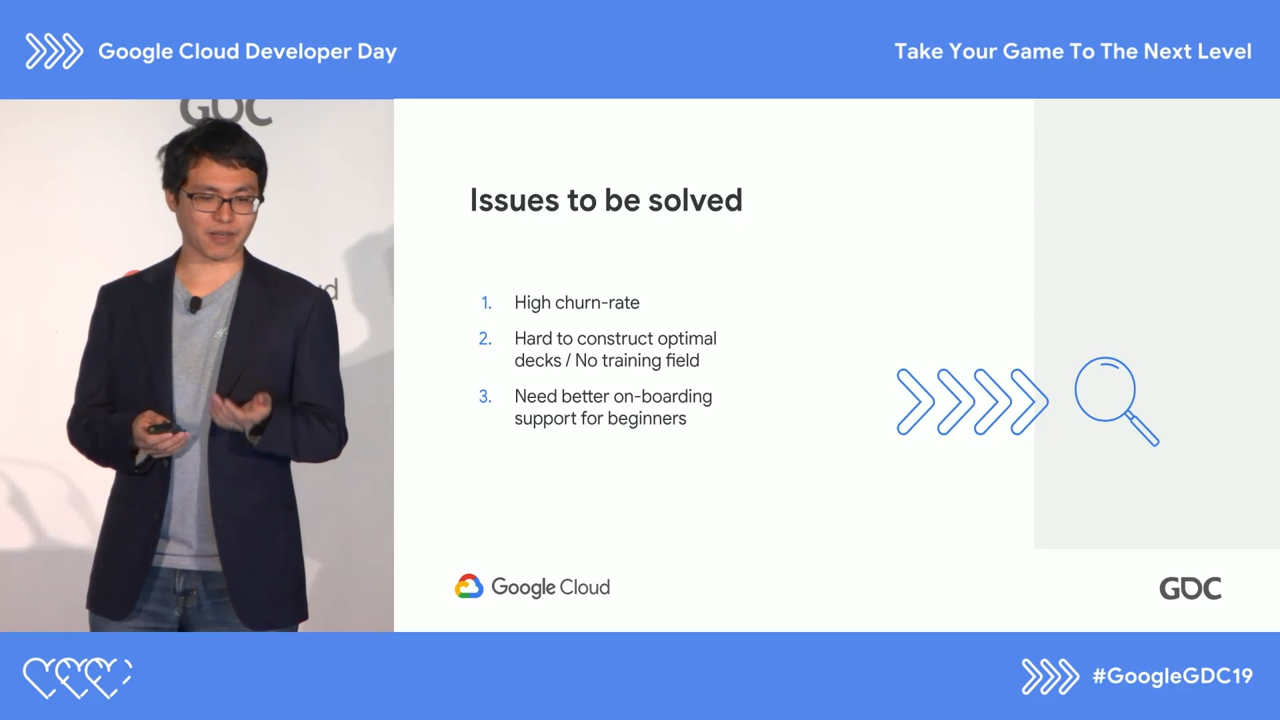 Google Cloud Developer Day
Take Your Game To The Next Level
GDC
Issues to be solved
1. High churn-rate
2. Hard to construct optimal
decks / No training field
3. Need better on-boarding
support for beginners
Google Cloud
GDC
#GoogleGDC19